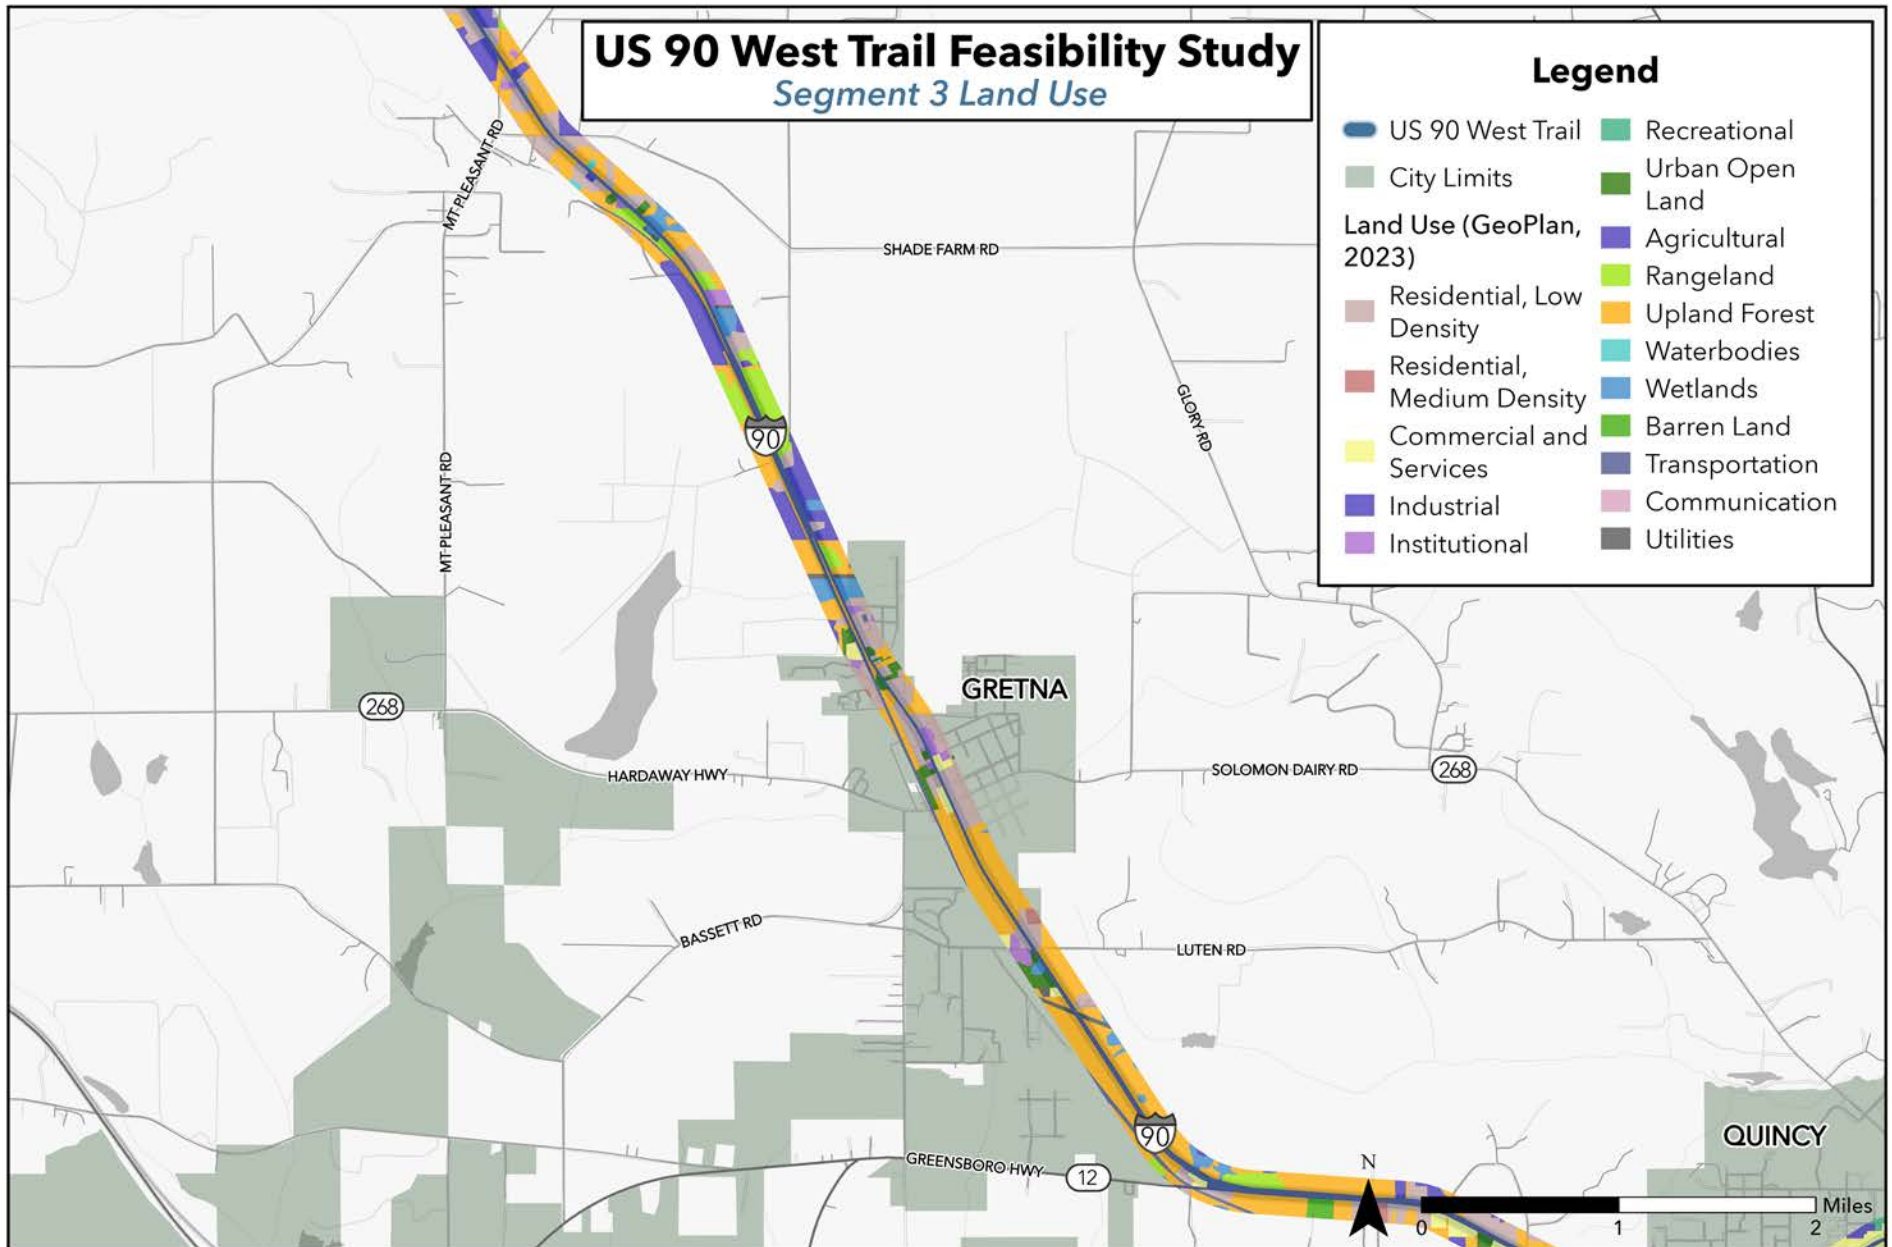 US 90 West Trail Feasibility Study
Segment 3 Land Use
Legend
US 90 West Trail
City Limits
Land Use (GeoPlan,
2023)
Residential, Low
Density
Residential,
Medium Density
Commercial and
Services
Industrial
Institutional
Recreational
Urban Open
Land
Agricultural
Rangeland
Upland Forest
Waterbodies
Wetlands
Barren Land
Transportation
Communication
Utilities
MT PLEASANT RD
SHADE FARM RD
GLORY RD
90
MT PLEASANT RD
GRETNA
268
HARDAWAY HWY
SOLOMON DAIRY RD
268
BASSETT RD
LUTEN RD
90
QUINCY
GREENSBORO HWY
12
N
Miles
0
1
2